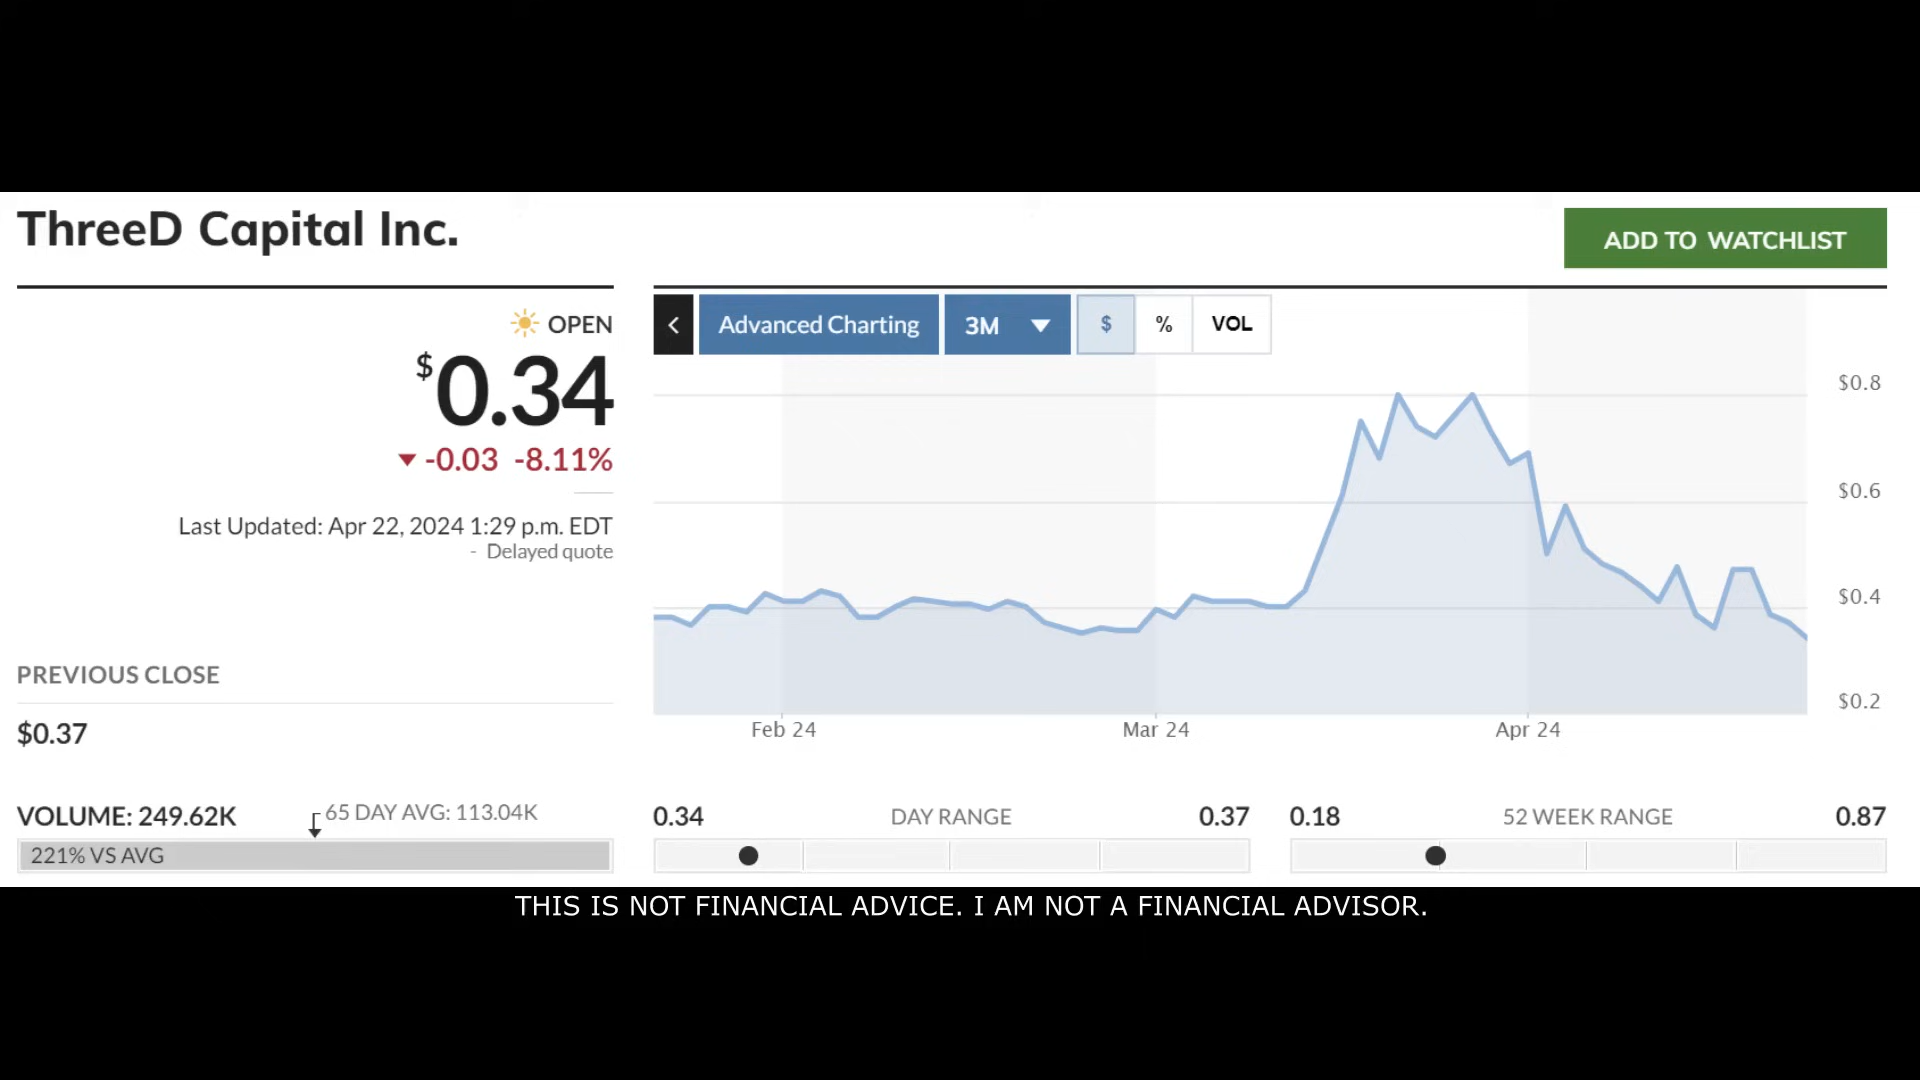 ThreeD Capital Inc.
ADD TO WATCHLIST
OPEN
$0.34
-0.03 -8.11%
Last Updated: Apr 22, 2024 1:29 p.m. EDT
- Delayed quote
PREVIOUS CLOSE
$0.37
VOLUME: 249.62K
65 DAY AVG: 113.04K
221% VS AVG
< Advanced Charting 3M $ % VOL
$0.8
$0.6
$0.4
$0.2
Feb 24 Mar 24 Apr 24
0.34 DAY RANGE 0.37
0.18 52 WEEK RANGE 0.87
THIS IS NOT FINANCIAL ADVICE. I AM NOT A FINANCIAL ADVISOR.